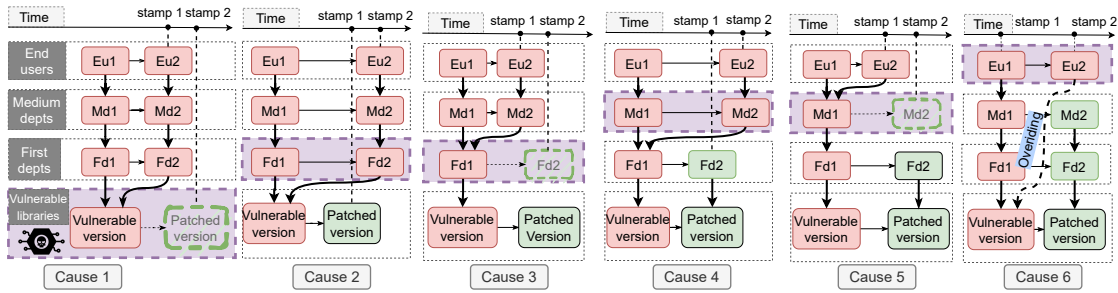 Time
stamp 1
stamp 2
End
users
Eu1
Eu2
Medium
depts
Md1
Md2
First
depts
Fd1
Fd2
Vulnerable
libraries
Vulnerable
version
Patched
version
Cause 1
Time
stamp 1
stamp 2
Eu1
Eu2
Md1
Md2
Fd1
Fd2
Vulnerable
version
Patched
version
Cause 2
Time
stamp 1
stamp 2
Eu1
Eu2
Md1
Md2
Fd1
Fd2
Vulnerable
version
Patched
Version
Cause 3
Time
stamp 1
stamp 2
Eu1
Eu2
Md1
Md2
Fd1
Fd2
Vulnerable
version
Patched
version
Cause 4
Time
stamp 1
stamp 2
Eu1
Eu2
Md1
Md2
Fd1
Fd2
Vulnerable
version
Patched
version
Cause 5
Time
stamp 1
stamp 2
Eu1
Eu2
Md1
Md2
Overiding
Fd1
Fd2
Vulnerable
version
Patched
version
Cause 6